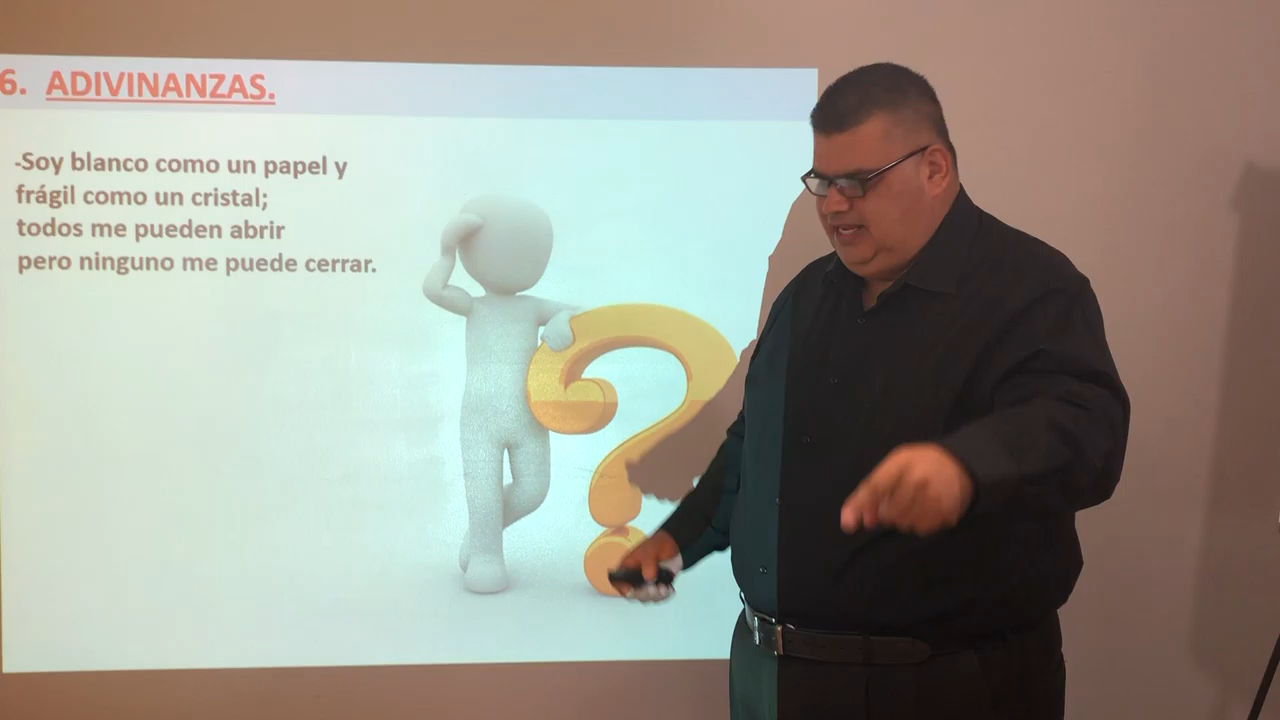 6. ADIVINANZAS.
-Soy blanco como un papel y
frágil como un cristal;
todos me pueden abrir
pero ninguno me puede cerrar.